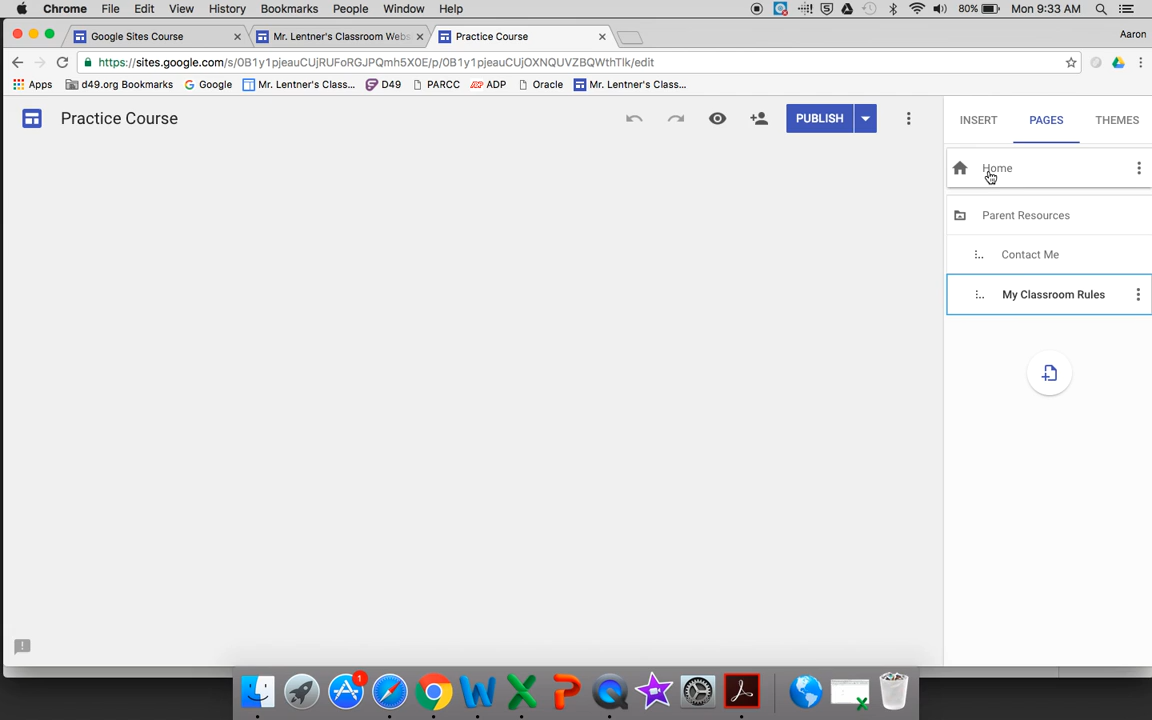 Chrome File Edit View History Bookmarks People Window Help 80% Mon 9:33 AM
Google Sites Course Mr. Lentner's Classroom Webs Practice Course Aaron
https://sites.google.com/s/0B1y1pjeauCUjRUFoRGJPQmh5X0E/p/0B1y1pjeauCUjOXNQUVZBQWthTlk/edit
Apps d49.org Bookmarks Google Mr. Lentner's Class... D49 PARCC ADP Oracle Mr. Lentner's Class...
Practice Course PUBLISH INSERT PAGES THEMES
Home
Parent Resources
Contact Me
My Classroom Rules
1